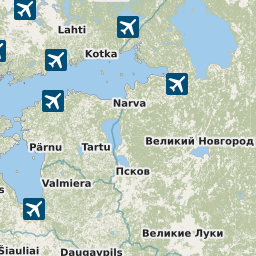 Lahti
Kotka
Narva
Великий Новгород
Pärnu
Tartu
Псков
Valmiera
Великие Луки
Šiauliai
Daugavpils